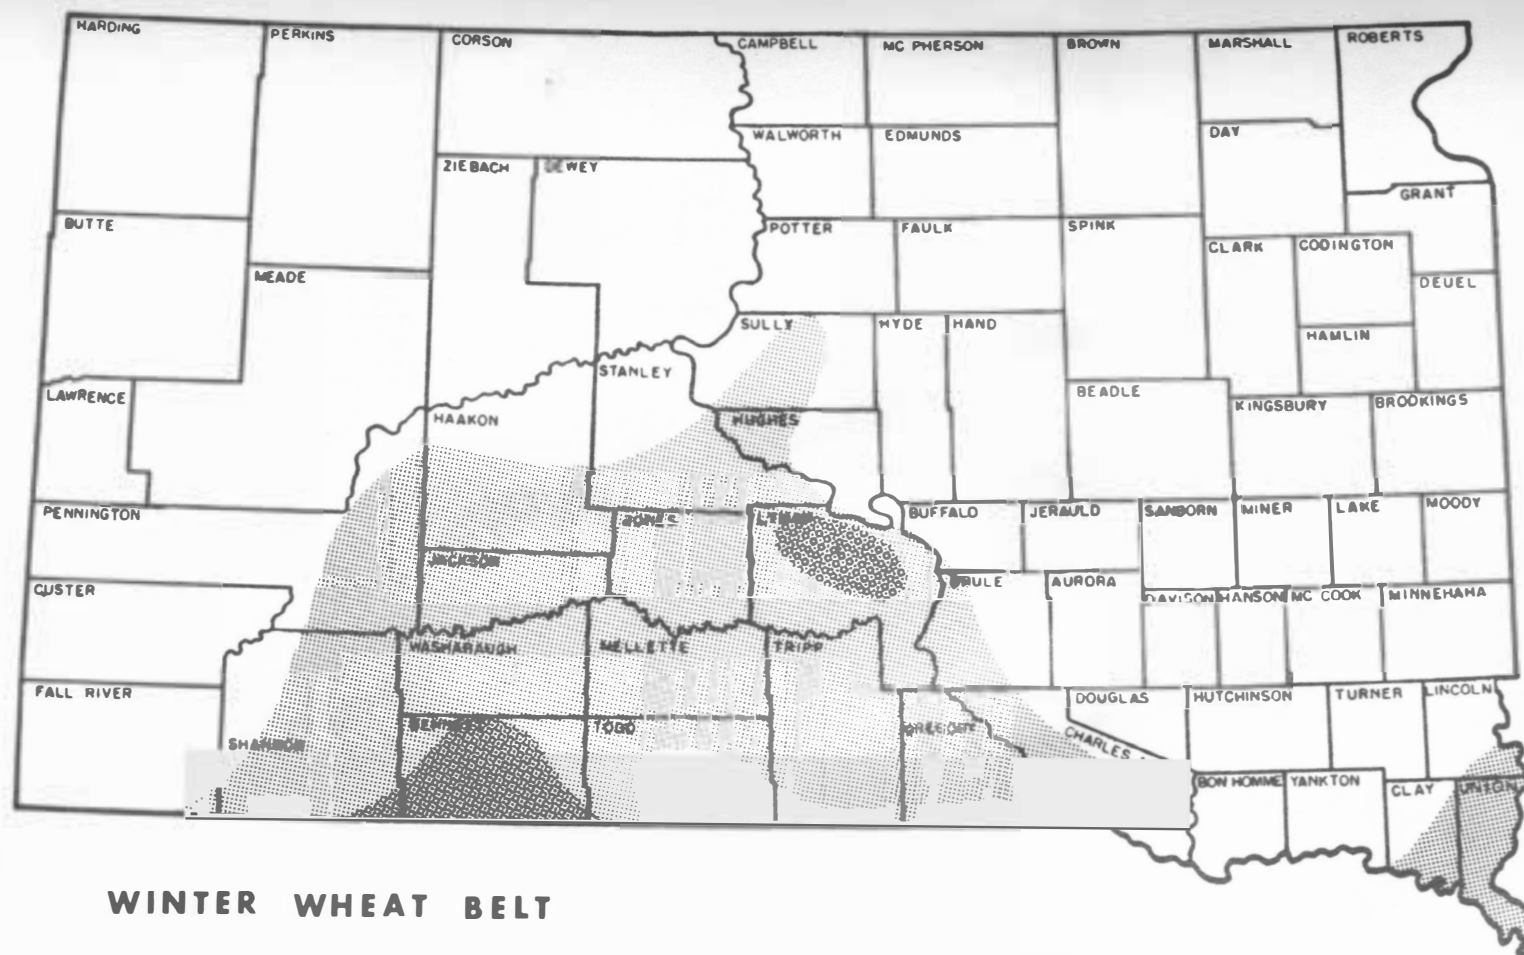 HARDING
PERKINS
CORSON
CAMPBELL
MC PHERSON
BROWN
MARSHALL
ROBERTS
WALWORTH
EDMUNDS
DAY
ZIEBACH
DEWEY
GRANT
BUTTE
POTTER
FAULK
SPINK
CLARK
CODINGTON
MEADE
DEUEL
SULLY
HYDE
HAND
HAMLIN
STANLEY
LAWRENCE
BEADLE
KINGSBURY
BROOKINGS
HAAKON
HUGHES
PENNINGTON
JONES
LYMAN
BUFFALO
JERAULD
SANBORN
MINER
LAKE
MOODY
JACKSON
CUSTER
BRULE
AURORA
DAVISON
HANSON
MC COOK
MINNEHAHA
WASHABAUGH
MELLETTE
TRIPP
FALL RIVER
DOUGLAS
HUTCHINSON
TURNER
LINCOLN
SHANNON
TODD
GREGORY
CHARLES
BON HOMME
YANKTON
CLAY
UNION
WINTER WHEAT BELT